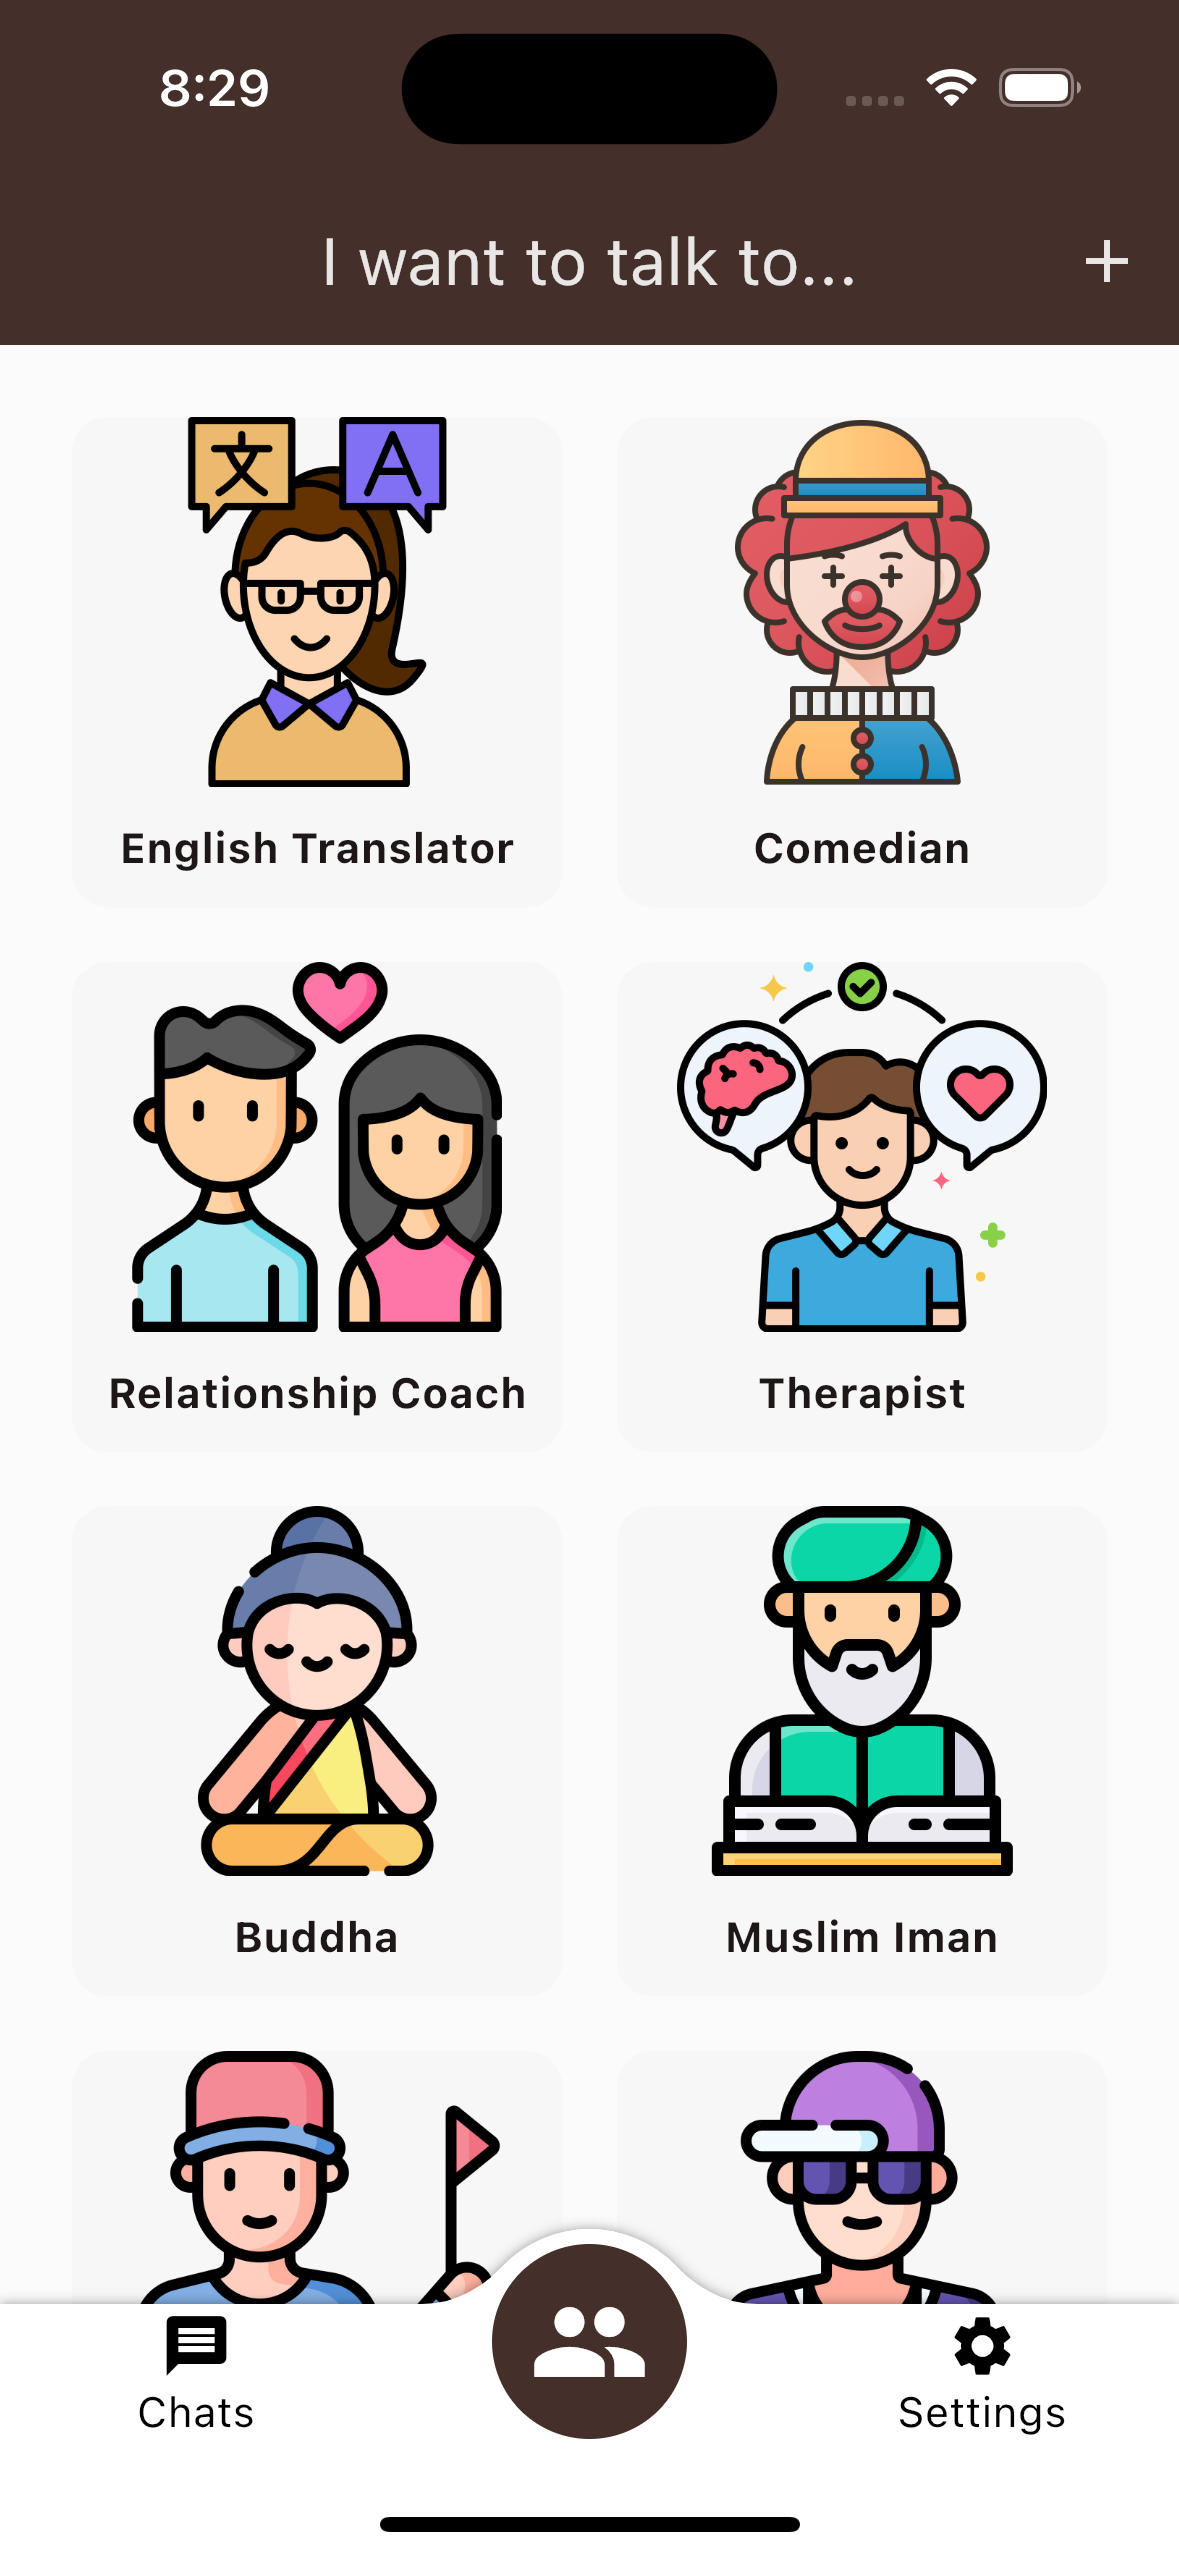 8:29
I want to talk to...
文 A
English Translator
Comedian
Relationship Coach
Therapist
Buddha
Muslim Iman
Chats
Settings